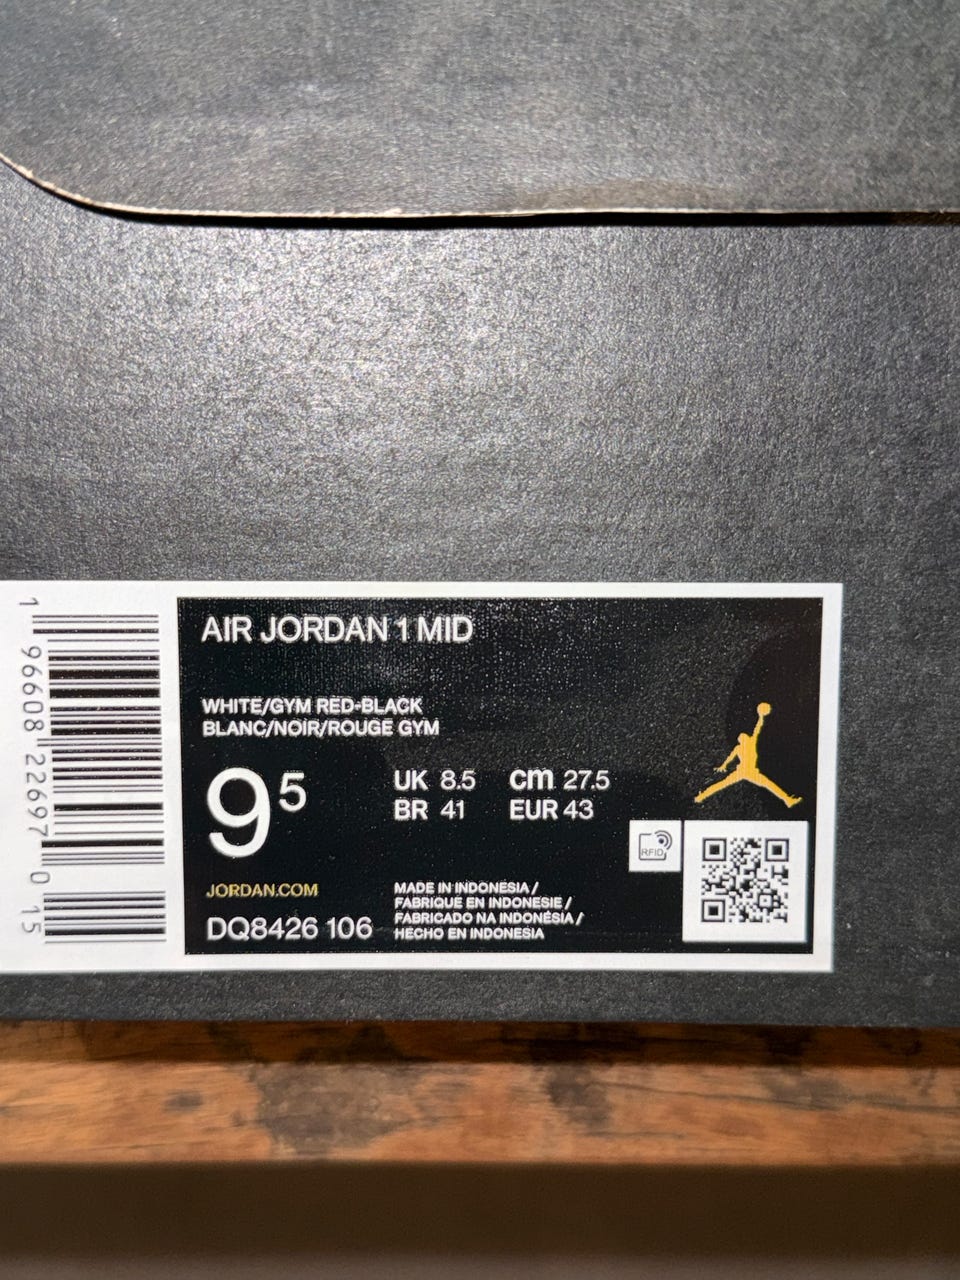 AIR JORDAN 1 MID
WHITE/GYM RED-BLACK
BLANC/NOIR/ROUGE GYM
9⁵
UK 8.5 cm 27.5
BR 41 EUR 43
RFID
JORDAN.COM
DQ8426 106
MADE IN INDONESIA /
FABRIQUE EN INDONESIE /
FABRICADO NA INDONÉSIA /
HECHO EN INDONESIA
1 96608 22697 0 15